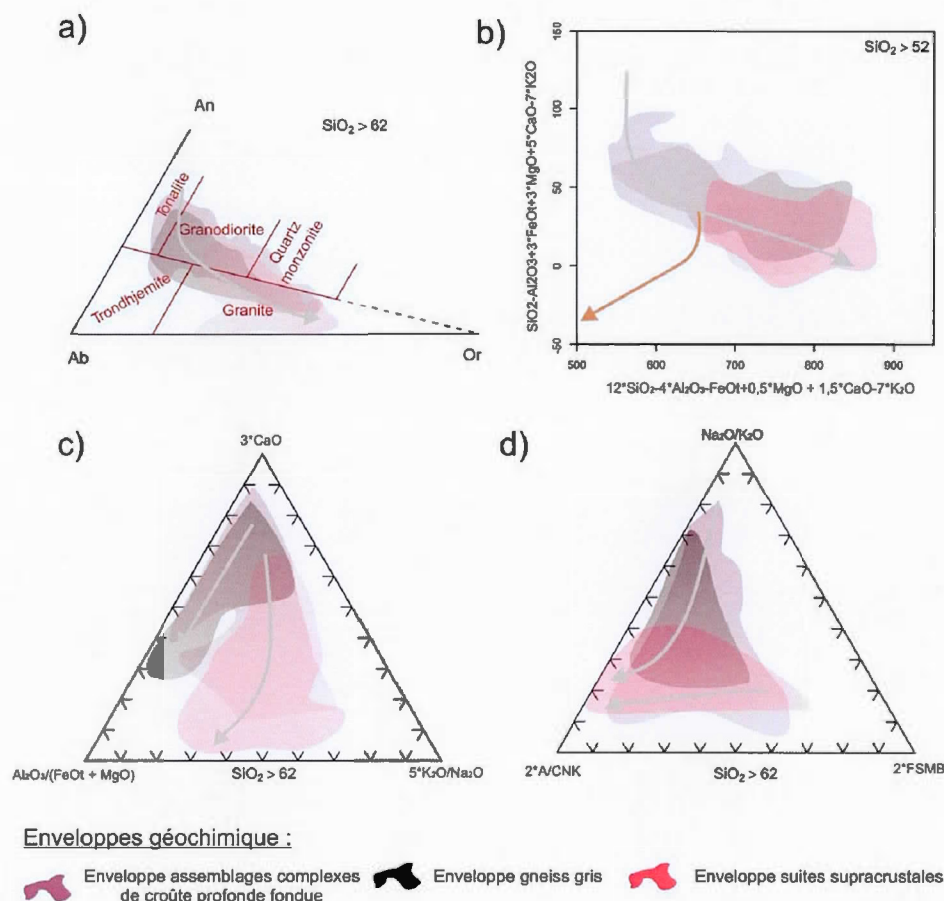 a)
An
SiO₂ > 62
Tonalite
Granodiorite
Quartz
monzonite
Trondhjemite
Granite
Ab
Or
b)
SiO₂ > 52
SiO2-Al2O3+3*FeOt+3*MgO+5*CaO-7*K2O
150
100
50
0
-50
500
600
700
800
900
12*SiO₂-4*Al₂O₃-FeOt+0,5*MgO + 1,5*CaO-7*K₂O
c)
3*CaO
Al₂O₃/(FeOt + MgO)
SiO₂ > 62
5*K₂O/Na₂O
d)
Na₂O/K₂O
2*A/CNK
SiO₂ > 62
2*FSMB
Enveloppes géochimique :
Enveloppe assemblages complexes
de croûte profonde fondue
Enveloppe gneiss gris
Enveloppe suites supracrustales